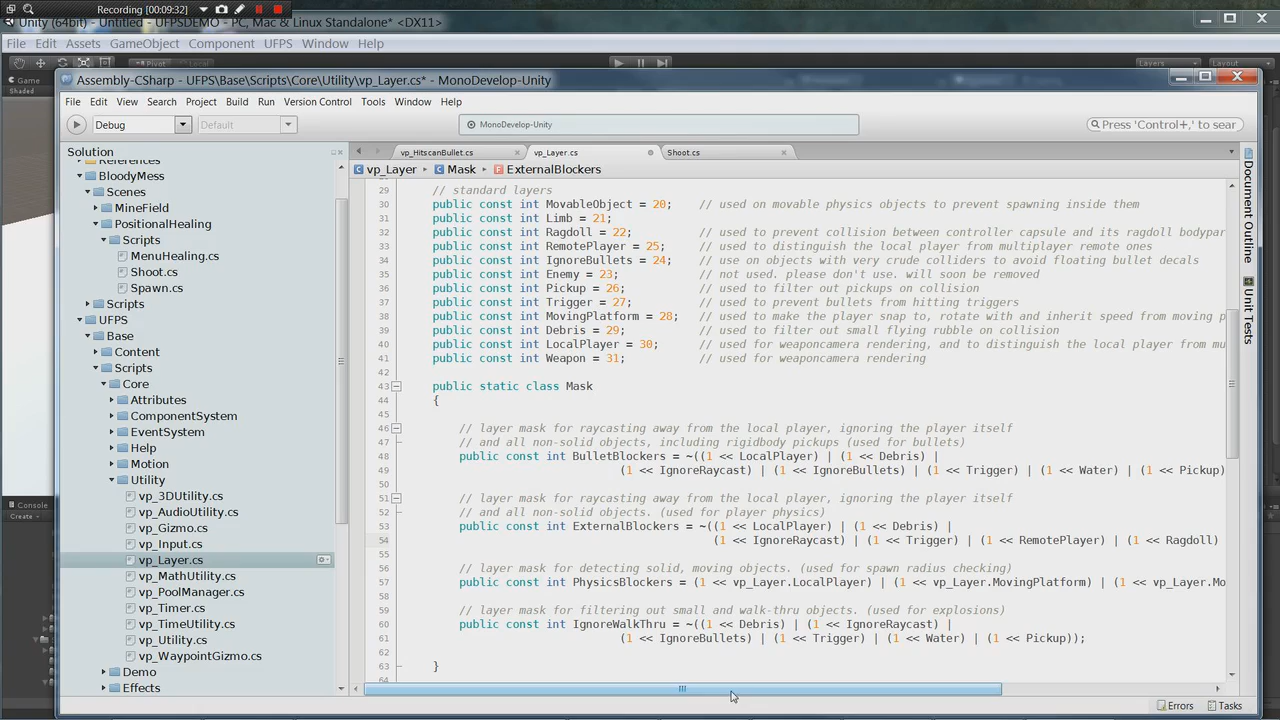 Recording (00:09:32)
Unity (64bit) - Untitled - UFPSDEMO - PC, Mac & Linux Standalone* <DX11>
File Edit Assets GameObject Component UFPS Window Help
Pivot Local Layers Layout
Game
Shaded
Assembly-CSharp - UFPS\Base\Scripts\Core\Utility\vp_Layer.cs* - MonoDevelop-Unity
File Edit View Search Project Build Run Version Control Tools Window Help
Debug Default MonoDevelop-Unity Press 'Control+,' to sear
Solution
References
BloodyMess
Scenes
MineField
PositionalHealing
Scripts
MenuHealing.cs
Shoot.cs
Spawn.cs
Scripts
UFPS
Base
Content
Scripts
Core
Attributes
ComponentSystem
EventSystem
Help
Motion
Utility
vp_3DUtility.cs
vp_AudioUtility.cs
vp_Gizmo.cs
vp_Input.cs
vp_Layer.cs
vp_MathUtility.cs
vp_PoolManager.cs
vp_Timer.cs
vp_TimeUtility.cs
vp_Utility.cs
vp_WaypointGizmo.cs
Demo
Effects
Console
Create
vp_HitscanBullet.cs vp_Layer.cs Shoot.cs
vp_Layer Mask ExternalBlockers
29 // standard layers
30 public const int MovableObject = 20; // used on movable physics objects to prevent spawning inside them
31 public const int Limb = 21;
32 public const int Ragdoll = 22; // used to prevent collision between controller capsule and its ragdoll bodypar
33 public const int RemotePlayer = 25; // used to distinguish the local player from multiplayer remote ones
34 public const int IgnoreBullets = 24; // use on objects with very crude colliders to avoid floating bullet decals
35 public const int Enemy = 23; // not used. please don't use. will soon be removed
36 public const int Pickup = 26; // used to filter out pickups on collision
37 public const int Trigger = 27; // used to prevent bullets from hitting triggers
38 public const int MovingPlatform = 28; // used to make the player snap to, rotate with and inherit speed from moving p
39 public const int Debris = 29; // used to filter out small flying rubble on collision
40 public const int LocalPlayer = 30; // used for weaponcamera rendering, and to distinguish the local player from mu
41 public const int Weapon = 31; // used for weaponcamera rendering
42
43 public static class Mask
44 {
45
46 // layer mask for raycasting away from the local player, ignoring the player itself
47 // and all non-solid objects, including rigidbody pickups (used for bullets)
48 public const int BulletBlockers = ~((1 << LocalPlayer) | (1 << Debris) |
49 (1 << IgnoreRaycast) | (1 << IgnoreBullets) | (1 << Trigger) | (1 << Water) | (1 << Pickup)
50
51 // layer mask for raycasting away from the local player, ignoring the player itself
52 // and all non-solid objects. (used for player physics)
53 public const int ExternalBlockers = ~((1 << LocalPlayer) | (1 << Debris) |
54 (1 << IgnoreRaycast) | (1 << Trigger) | (1 << RemotePlayer) | (1 << Ragdoll)
55
56 // layer mask for detecting solid, moving objects. (used for spawn radius checking)
57 public const int PhysicsBlockers = (1 << vp_Layer.LocalPlayer) | (1 << vp_Layer.MovingPlatform) | (1 << vp_Layer.Mo
58
59 // layer mask for filtering out small and walk-thru objects. (used for explosions)
60 public const int IgnoreWalkThru = ~((1 << Debris) | (1 << IgnoreRaycast) |
61 (1 << IgnoreBullets) | (1 << Trigger) | (1 << Water) | (1 << Pickup));
62
63 }
64
Document Outline
Unit Tests
Errors Tasks